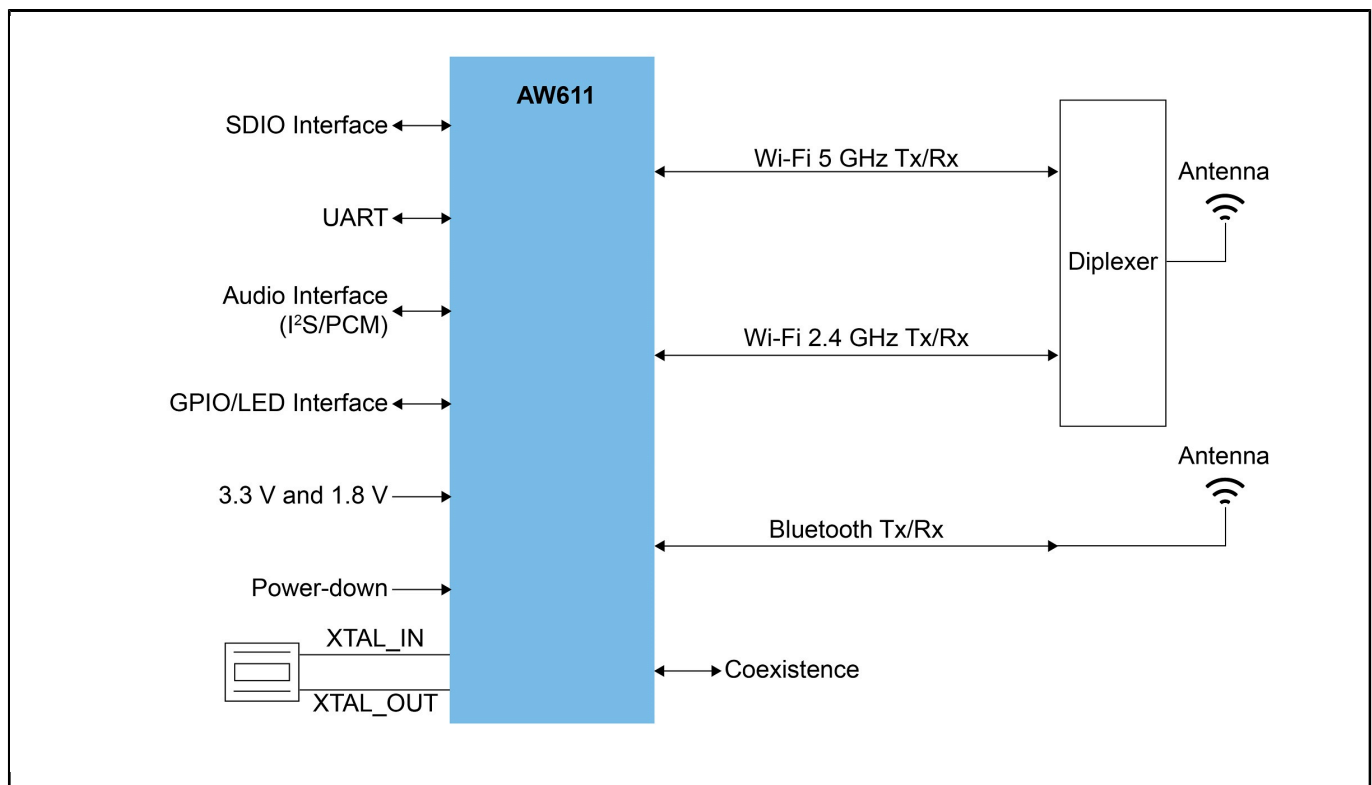 AW611
SDIO Interface
UART
Audio Interface
(I²S/PCM)
GPIO/LED Interface
3.3 V and 1.8 V
Power-down
XTAL_IN
XTAL_OUT
Wi-Fi 5 GHz Tx/Rx
Wi-Fi 2.4 GHz Tx/Rx
Bluetooth Tx/Rx
Coexistence
Diplexer
Antenna
Antenna